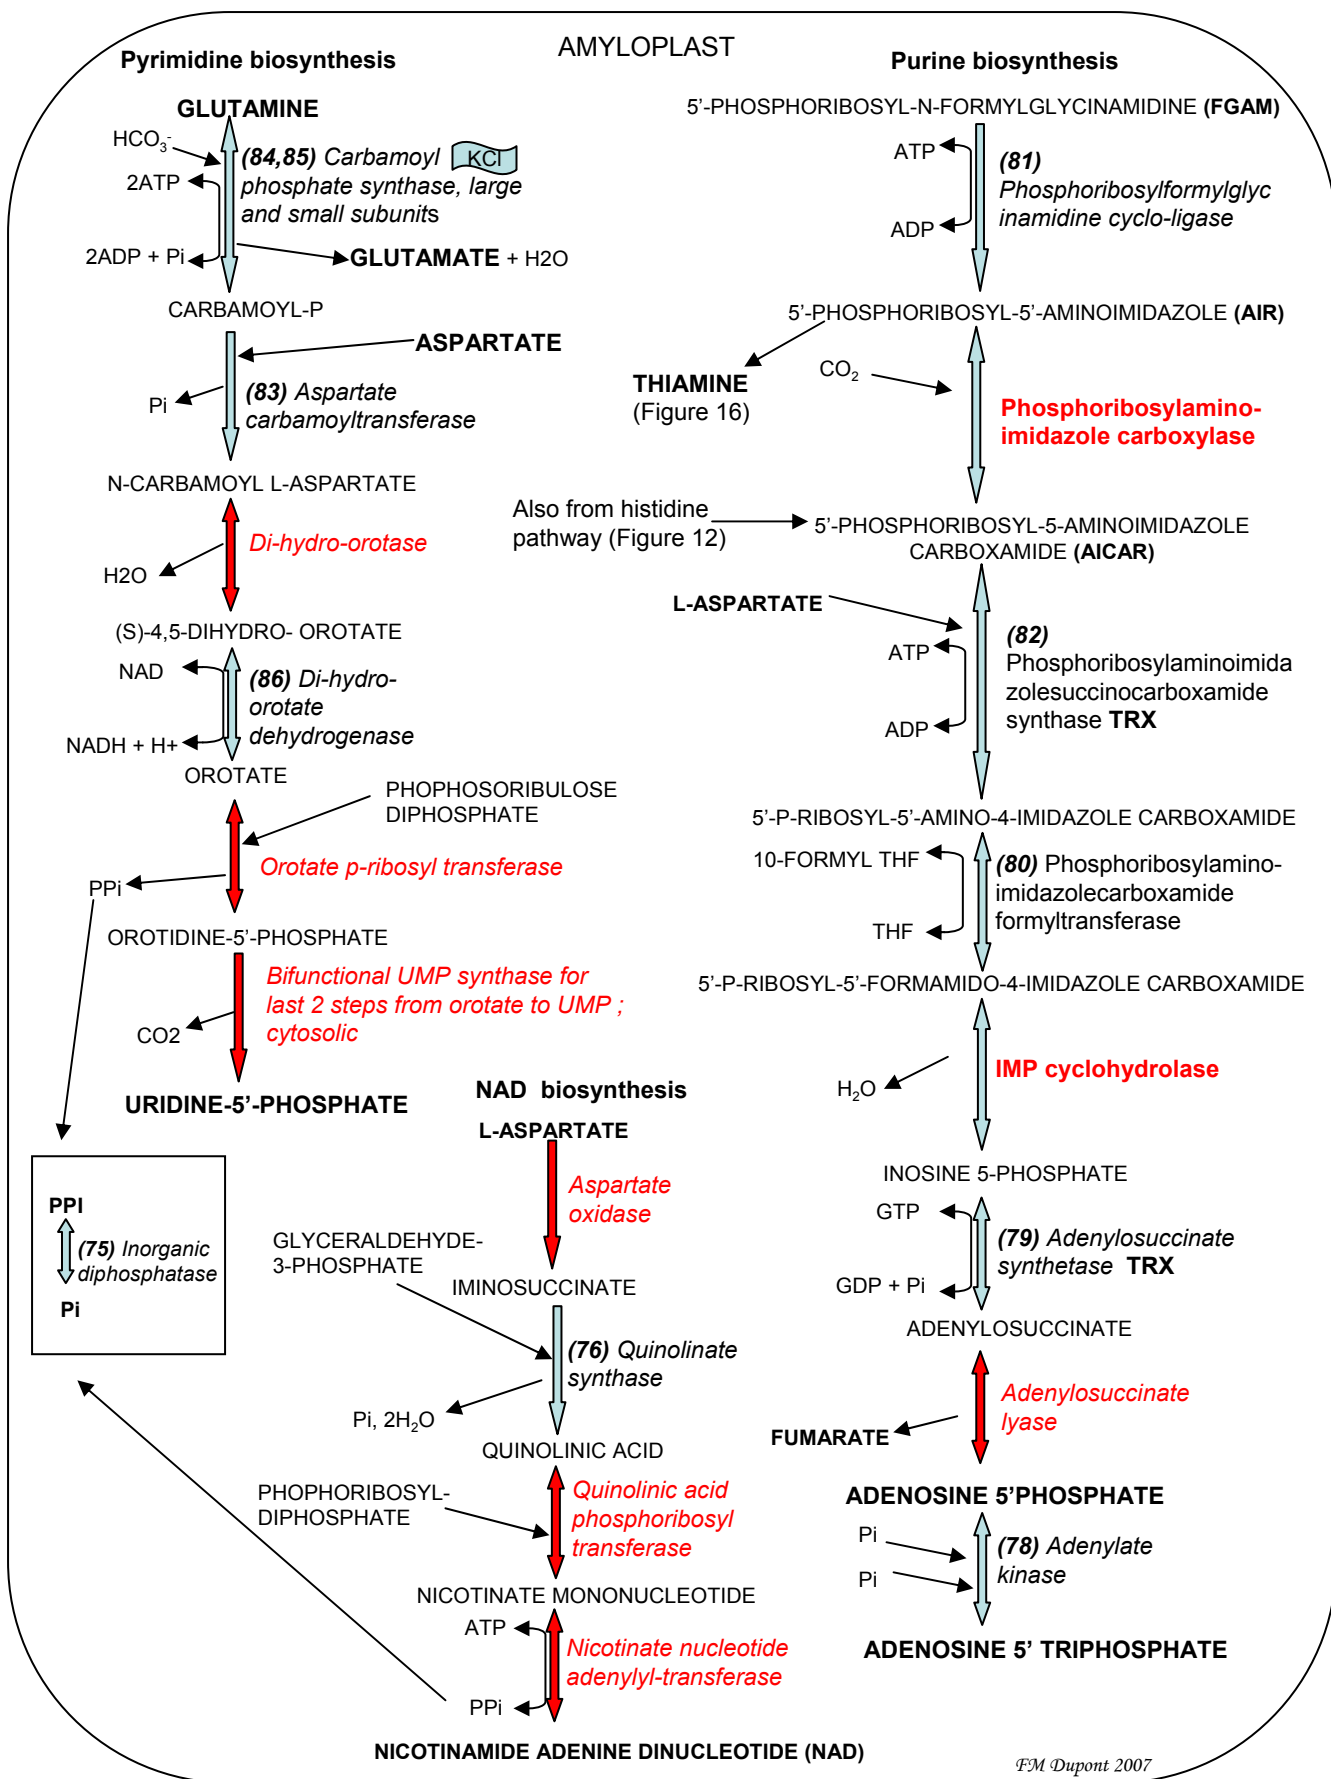 AMYLOPLAST
Pyrimidine biosynthesis
GLUTAMINE
HCO3-
(84,85) Carbamoyl
phosphate synthase, large
and small subunits
KCl
2ATP
2ADP + Pi
GLUTAMATE + H2O
CARBAMOYL-P
ASPARTATE
Pi
(83) Aspartate
carbamoyltransferase
N-CARBAMOYL L-ASPARTATE
Di-hydro-orotase
H2O
(S)-4,5-DIHYDRO- OROTATE
NAD
(86) Di-hydro-
orotate
dehydrogenase
NADH + H+
OROTATE
PHOPHOSORIBULOSE
DIPHOSPHATE
Orotate p-ribosyl transferase
PPi
OROTIDINE-5’-PHOSPHATE
Bifunctional UMP synthase for
last 2 steps from orotate to UMP ;
cytosolic
CO2
URIDINE-5’-PHOSPHATE
PPI
(75) Inorganic
diphosphatase
Pi
NAD biosynthesis
L-ASPARTATE
Aspartate
oxidase
GLYCERALDEHYDE-
3-PHOSPHATE
IMINOSUCCINATE
(76) Quinolinate
synthase
Pi, 2H2O
QUINOLINIC ACID
PHOPHORIBOSYL-
DIPHOSPHATE
Quinolinic acid
phosphoribosyl
transferase
NICOTINATE MONONUCLEOTIDE
ATP
Nicotinate nucleotide
adenylyl-transferase
PPi
NICOTINAMIDE ADENINE DINUCLEOTIDE (NAD)
Purine biosynthesis
5’-PHOSPHORIBOSYL-N-FORMYLGLYCINAMIDINE (FGAM)
ATP
(81)
Phosphoribosylformylglyc
inamidine cyclo-ligase
ADP
5’-PHOSPHORIBOSYL-5’-AMINOIMIDAZOLE (AIR)
THIAMINE
(Figure 16)
CO2
Phosphoribosylamino-
imidazole carboxylase
Also from histidine
pathway (Figure 12)
5’-PHOSPHORIBOSYL-5-AMINOIMIDAZOLE
CARBOXAMIDE (AICAR)
L-ASPARTATE
ATP
(82)
Phosphoribosylaminoimida
zolesuccinocarboxamide
synthase TRX
ADP
5’-P-RIBOSYL-5’-AMINO-4-IMIDAZOLE CARBOXAMIDE
10-FORMYL THF
(80) Phosphoribosylamino-
imidazolecarboxamide
formyltransferase
THF
5’-P-RIBOSYL-5’-FORMAMIDO-4-IMIDAZOLE CARBOXAMIDE
IMP cyclohydrolase
H2O
INOSINE 5-PHOSPHATE
GTP
(79) Adenylosuccinate
synthetase TRX
GDP + Pi
ADENYLOSUCCINATE
Adenylosuccinate
lyase
FUMARATE
ADENOSINE 5’PHOSPHATE
Pi
(78) Adenylate
kinase
Pi
ADENOSINE 5’ TRIPHOSPHATE
FM Dupont 2007